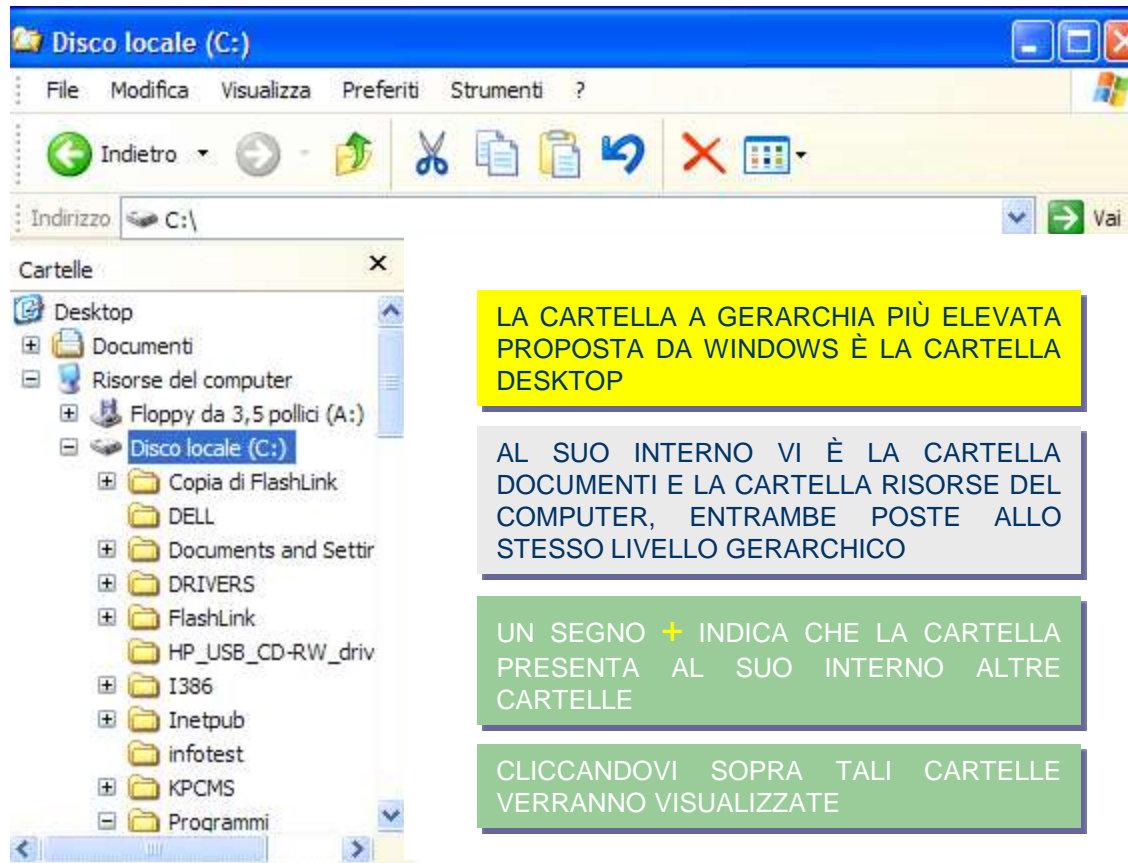 Disco locale (C:)
File Modifica Visualizza Preferiti Strumenti ?
Indietro
Indirizzo C:\ Vai
Cartelle
Desktop
Documenti
Risorse del computer
Floppy da 3,5 pollici (A:)
Disco locale (C:)
Copia di FlashLink
DELL
Documents and Settir
DRIVERS
FlashLink
HP_USB_CD-RW_driv
I386
Inetpub
infotest
KPCMS
Programmi
LA CARTELLA A GERARCHIA PIÙ ELEVATA
PROPOSTA DA WINDOWS È LA CARTELLA
DESKTOP
AL SUO INTERNO VI È LA CARTELLA
DOCUMENTI E LA CARTELLA RISORSE DEL
COMPUTER, ENTRAMBE POSTE ALLO
STESSO LIVELLO GERARCHICO
UN SEGNO + INDICA CHE LA CARTELLA
PRESENTA AL SUO INTERNO ALTRE
CARTELLE
CLICCANDOVI SOPRA TALI CARTELLE
VERRANNO VISUALIZZATE